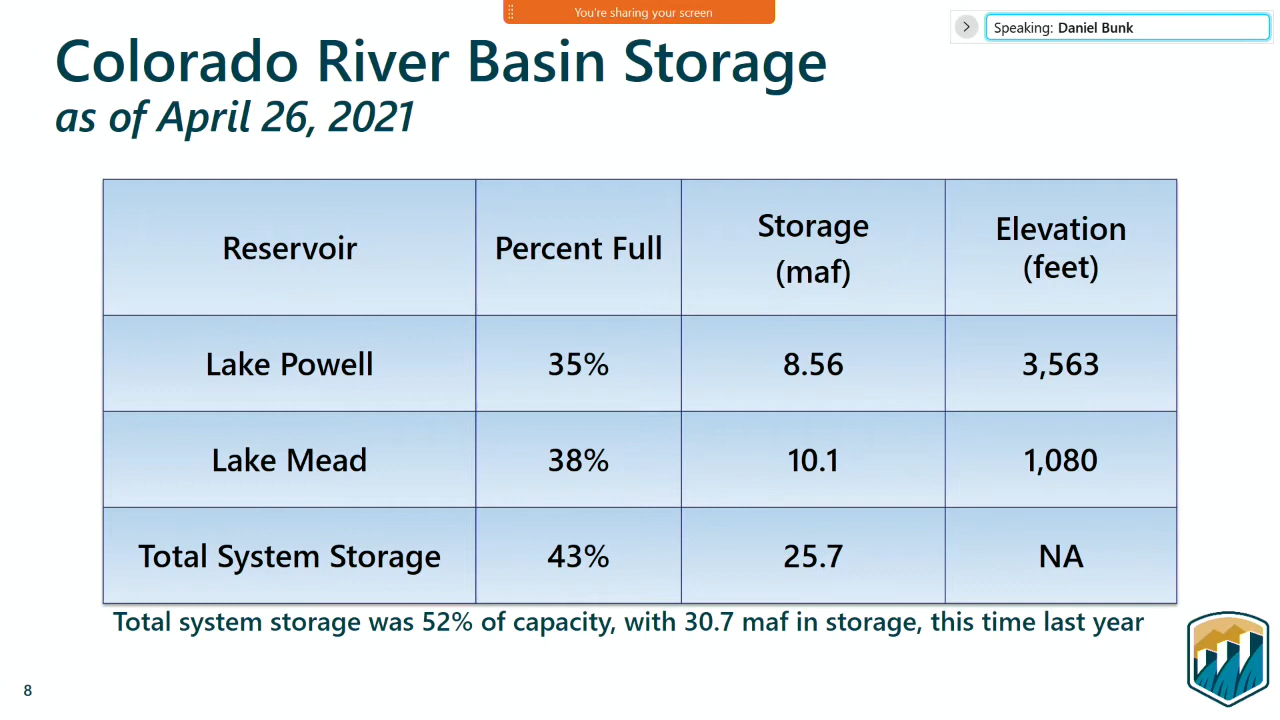 You're sharing your screen
Speaking: Daniel Bunk
Colorado River Basin Storage
as of April 26, 2021
Reservoir
Percent Full
Storage
(maf)
Elevation
(feet)
Lake Powell
35%
8.56
3,563
Lake Mead
38%
10.1
1,080
Total System Storage
43%
25.7
NA
Total system storage was 52% of capacity, with 30.7 maf in storage, this time last year
8